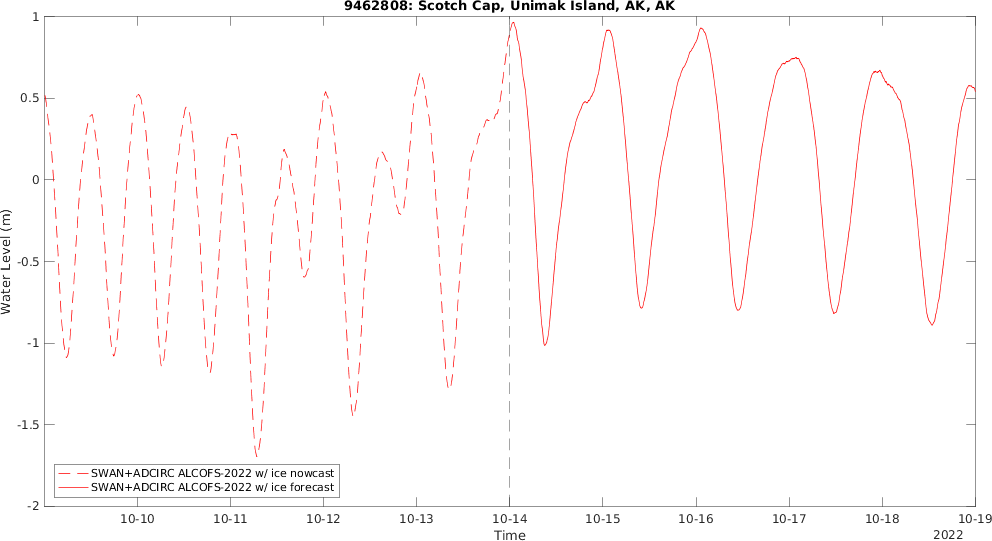 9462808: Scotch Cap, Unimak Island, AK, AK
1
0.5
0
-0.5
-1
-1.5
-2
Water Level (m)
SWAN+ADCIRC ALCOFS-2022 w/ ice nowcast
SWAN+ADCIRC ALCOFS-2022 w/ ice forecast
10-10 10-11 10-12 10-13 10-14 10-15 10-16 10-17 10-18 10-19
Time
2022